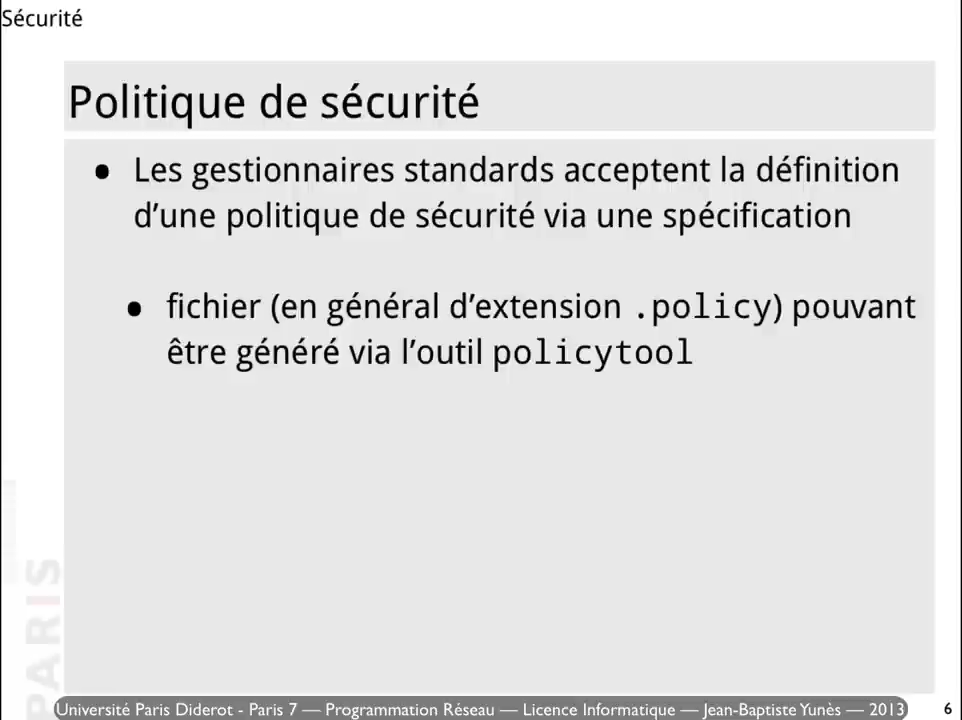 Sécurité
Politique de sécurité
• Les gestionnaires standards acceptent la définition
d’une politique de sécurité via une spécification
• fichier (en général d’extension .policy) pouvant
être généré via l’outil policytool
PARIS
Université Paris Diderot - Paris 7 — Programmation Réseau — Licence Informatique — Jean-Baptiste Yunès — 2013
6